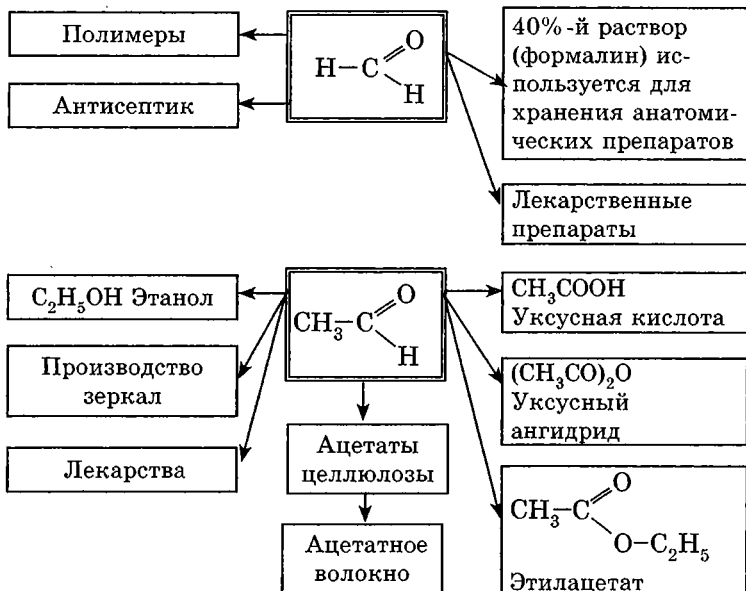 Полимеры
Антисептик
H—C
O
H
40%-й раствор
(формалин) ис-
пользуется для
хранения анатоми-
ческих препаратов
Лекарственные
препараты
C₂H₅OH Этанол
Производство
зеркал
Лекарства
CH₃—C
O
H
Ацетаты
целлюлозы
Ацетатное
волокно
CH₃COOH
Уксусная кислота
(CH₃CO)₂O
Уксусный
ангидрид
O
CH₃—C
O—C₂H₅
Этилацетат